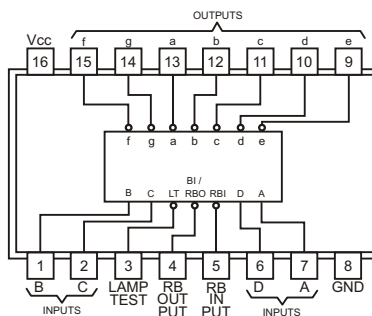 OUTPUTS
Vcc f g a b c d e
16 15 14 13 12 11 10 9
f g a b c d e
BI /
B C LT RBO RBI D A
1 2 3 4 5 6 7 8
B C LAMP RB RB D A GND
TEST OUT IN
PUT PUT
INPUTS INPUTS